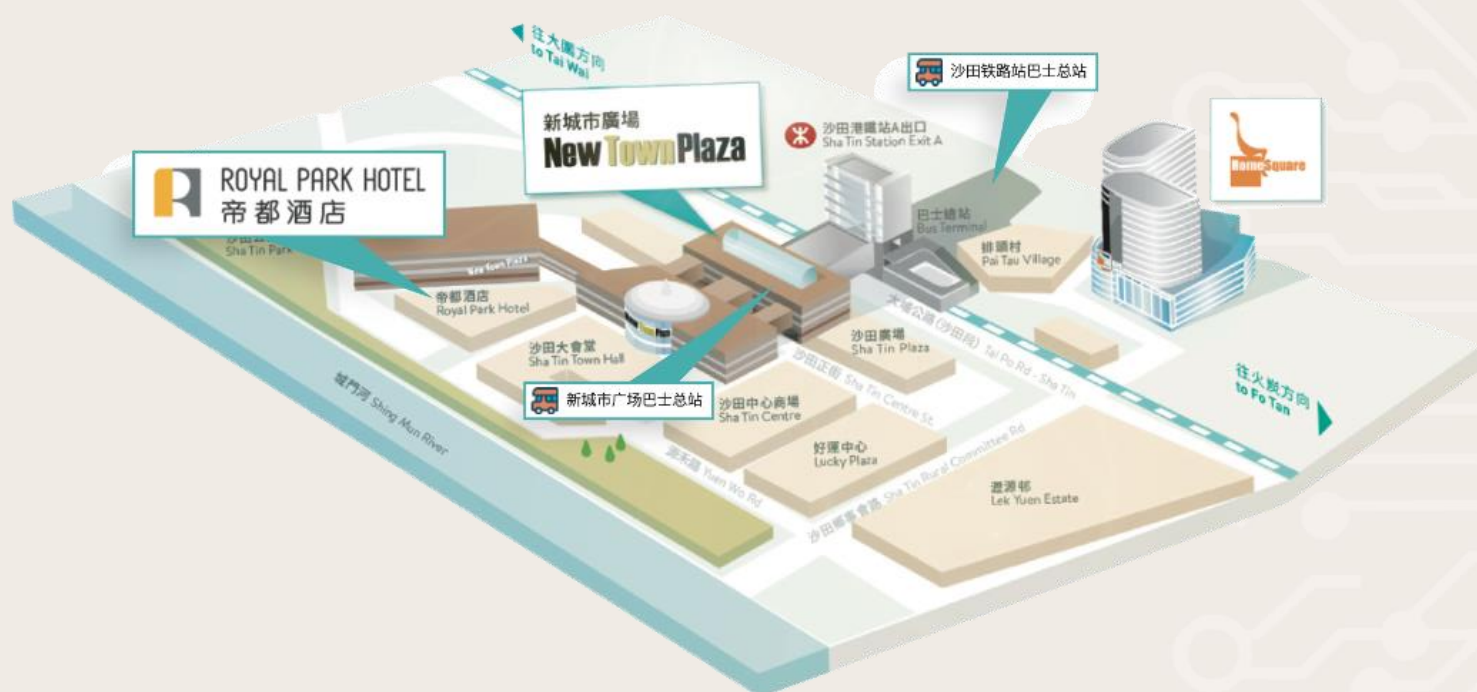 往大圍方向
to Tai Wai
沙田铁路站巴士总站
新城市廣場
New Town Plaza
沙田港鐵站A出口
Sha Tin Station Exit A
HomeSquare
ROYAL PARK HOTEL
帝都酒店
巴士總站
Bus Terminal
排頭村
Pai Tau Village
Sha Tin Park
New Town Plaza
帝都酒店
Royal Park Hotel
大埔公路(沙田段) Tai Po Rd - Sha Tin
沙田廣場
Sha Tin Plaza
沙田大會堂
Sha Tin Town Hall
沙田正街 Sha Tin Centre St.
往火炭方向
to Fo Tan
新城市广场巴士总站
沙田中心商場
Sha Tin Centre
城門河 Shing Mun River
好運中心
Lucky Plaza
源禾路 Yuen Wo Rd
沙田鄉事會路 Sha Tin Rural Committee Rd
瀝源邨
Lek Yuen Estate